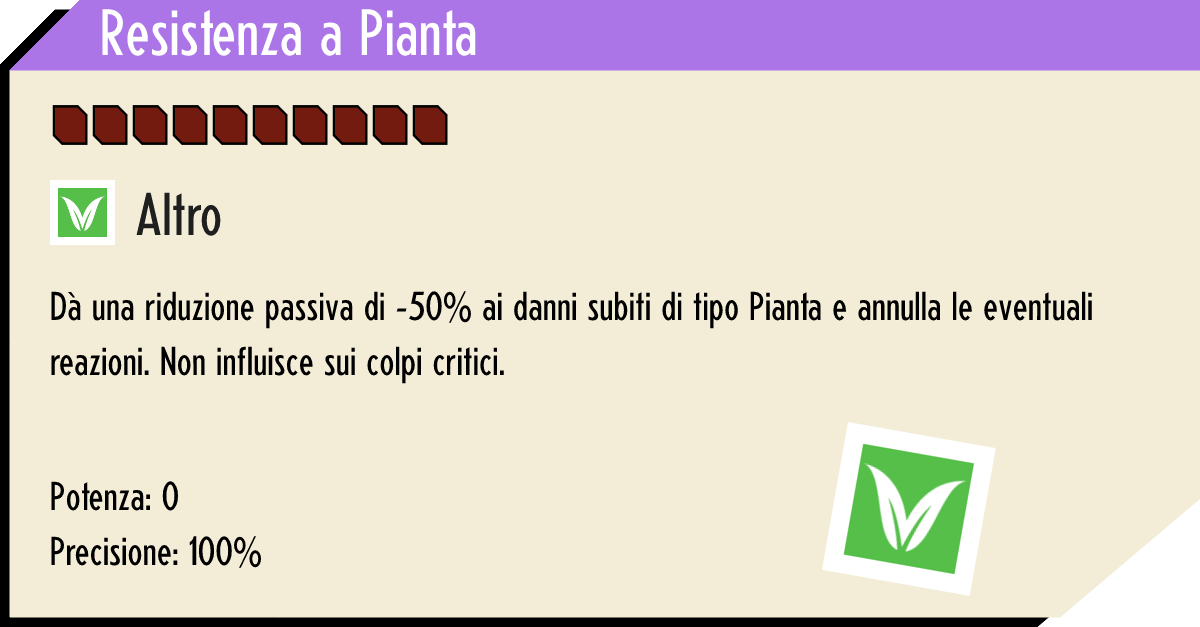 Resistenza a Pianta
Altro
Dà una riduzione passiva di -50% ai danni subiti di tipo Pianta e annulla le eventuali
reazioni. Non influisce sui colpi critici.
Potenza: 0
Precisione: 100%